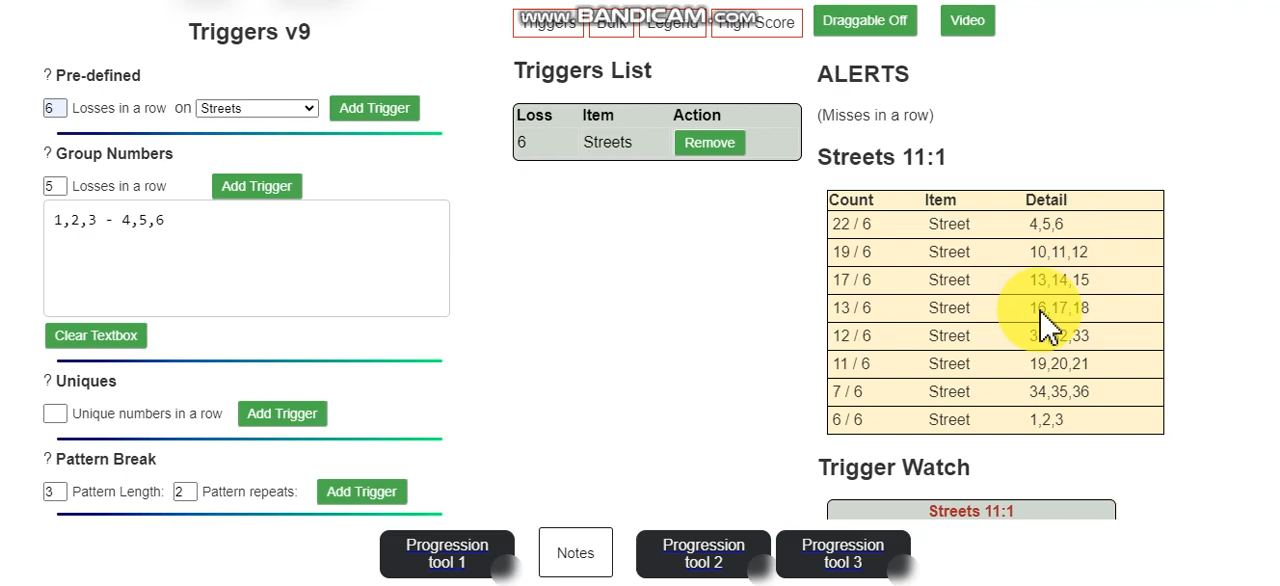 Triggers v9
? Pre-defined
6 Losses in a row on Streets Add Trigger
? Group Numbers
5 Losses in a row Add Trigger
1,2,3 - 4,5,6
Clear Textbox
? Uniques
Unique numbers in a row Add Trigger
? Pattern Break
3 Pattern Length: 2 Pattern repeats: Add Trigger
www.BANDICAM.com
Triggers Bulk Legend High Score Draggable Off Video
Triggers List
Loss Item Action
6 Streets Remove
ALERTS
(Misses in a row)
Streets 11:1
Count Item Detail
22 / 6 Street 4,5,6
19 / 6 Street 10,11,12
17 / 6 Street 13,14,15
13 / 6 Street 16,17,18
12 / 6 Street 33
11 / 6 Street 19,20,21
7 / 6 Street 34,35,36
6 / 6 Street 1,2,3
Trigger Watch
Streets 11:1
Progression tool 1
Notes
Progression tool 2
Progression tool 3